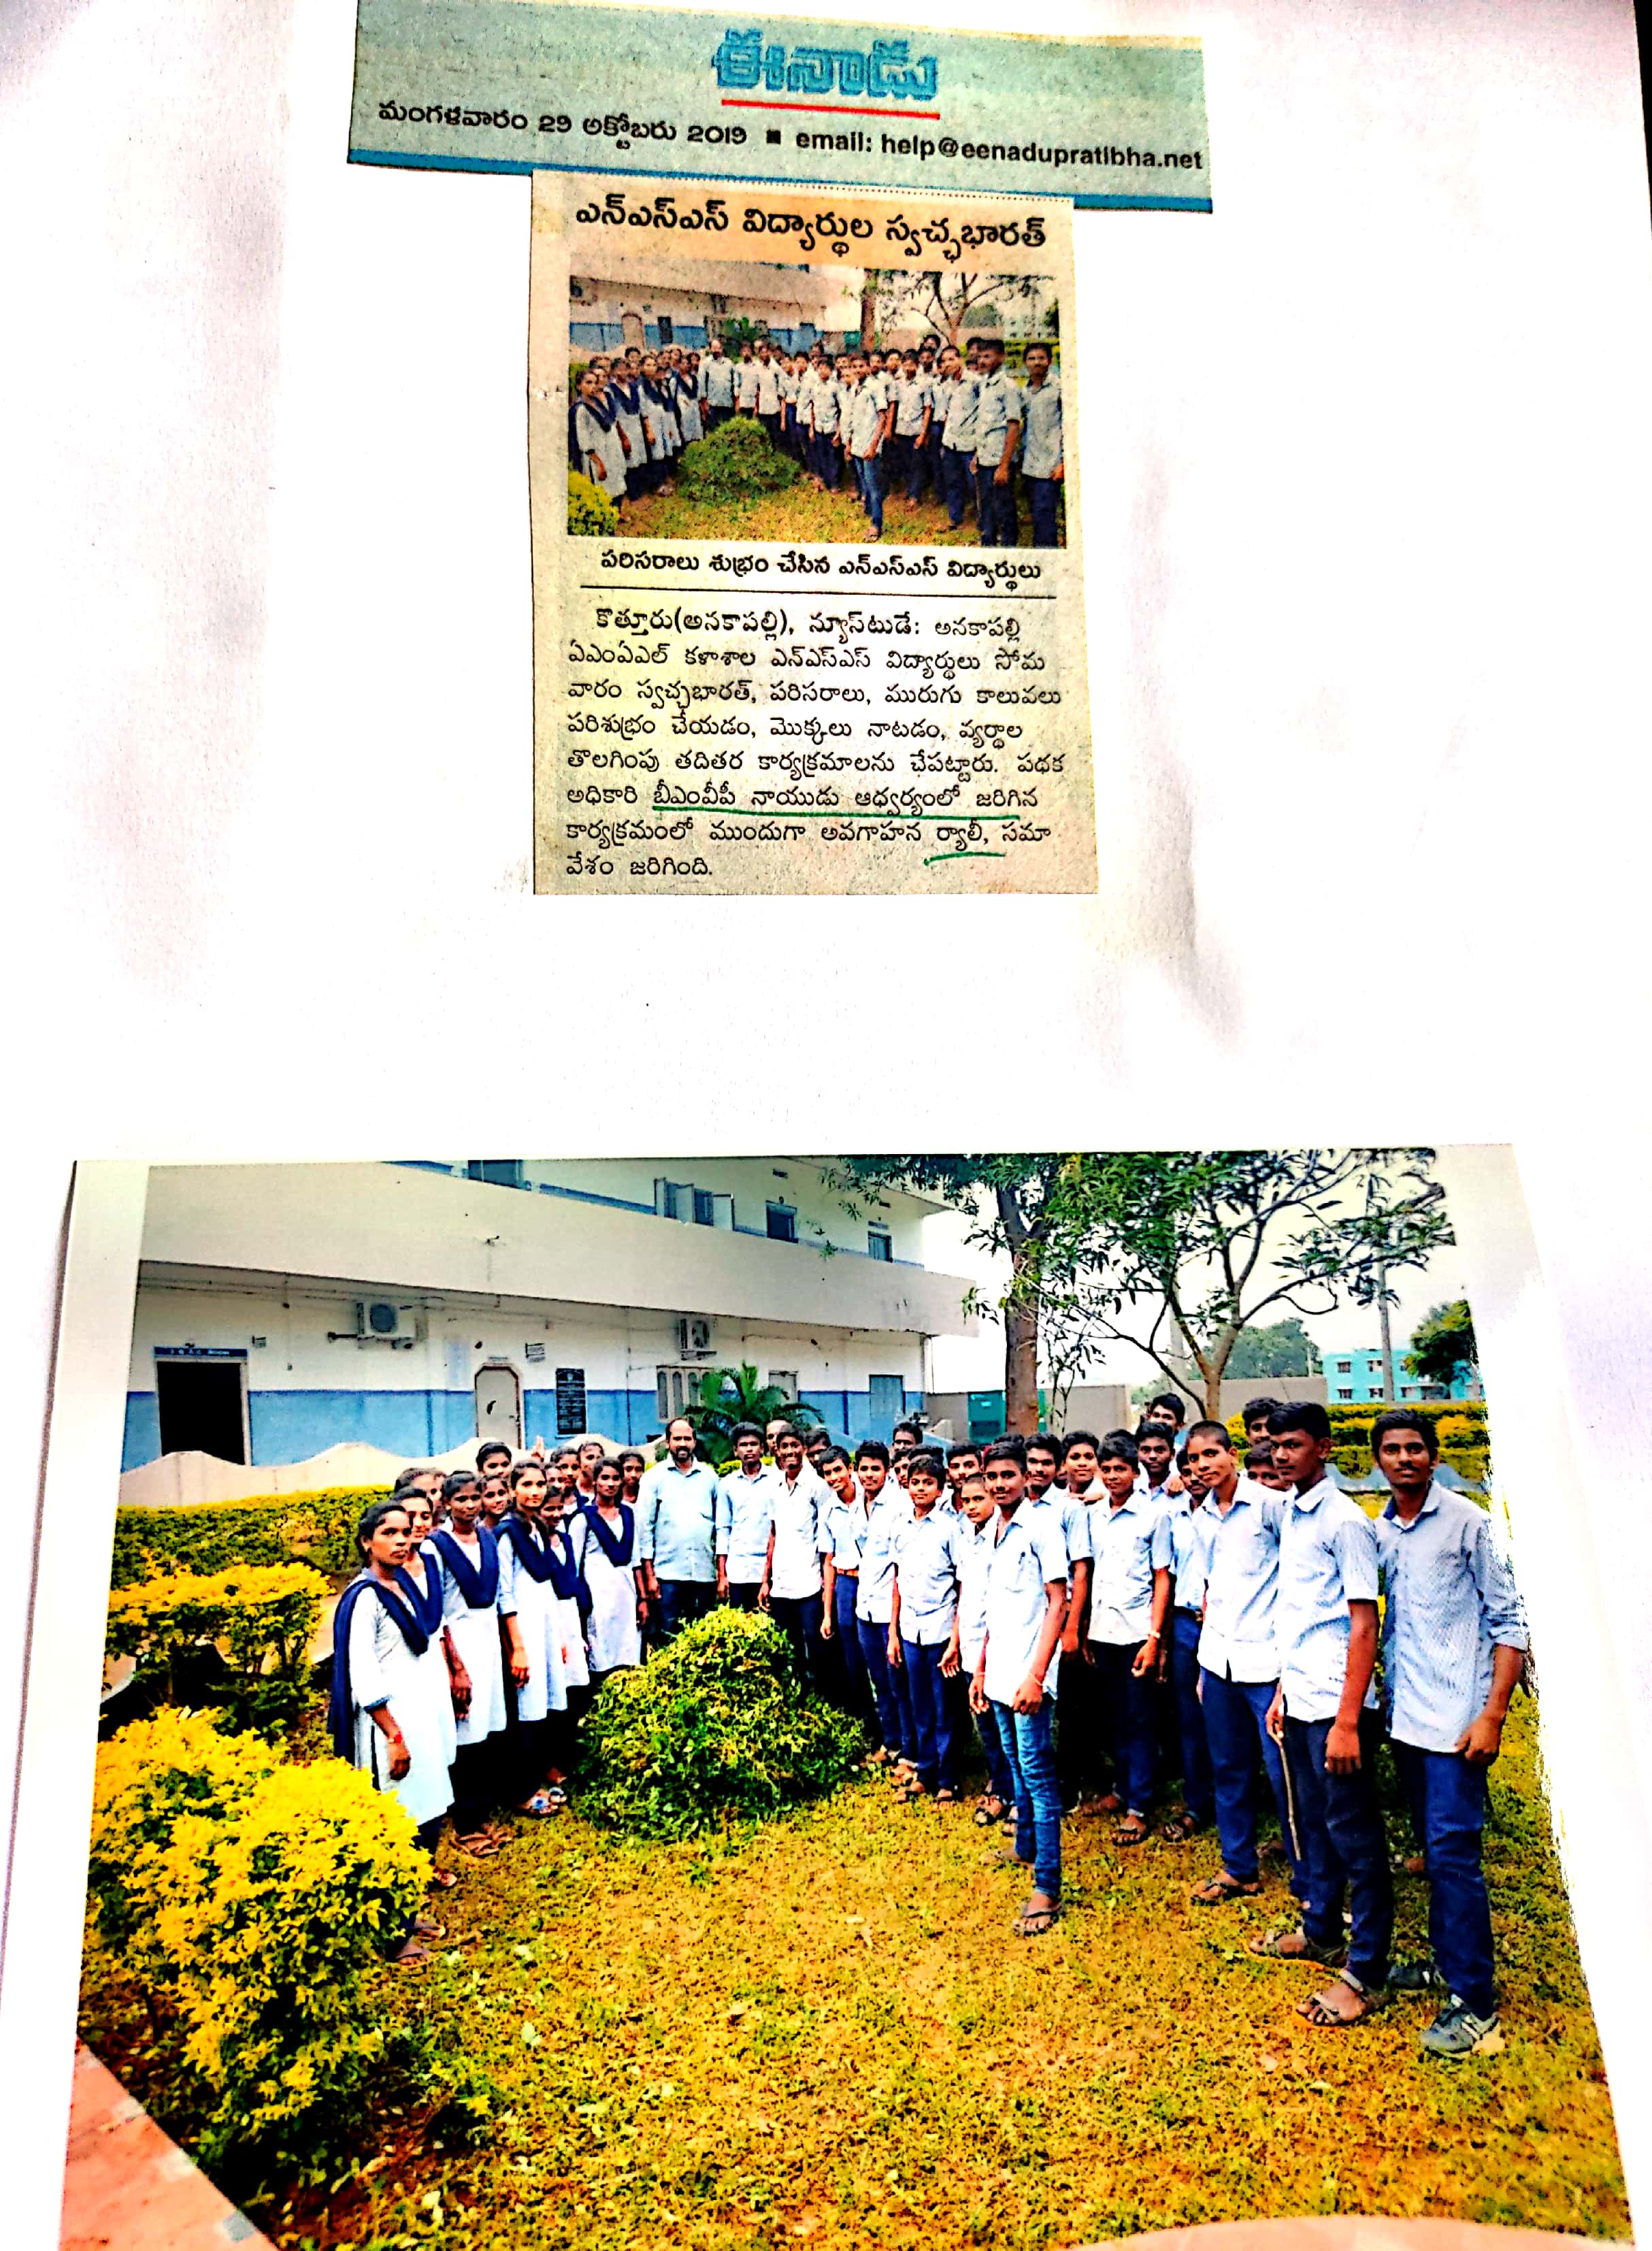 ఈనాడు
మంగళవారం 29 అక్టోబరు 2019 ■ email: help@eenadupratibha.net
ఎన్ఎస్ఎస్ విద్యార్థుల స్వచ్ఛభారత్
పరిసరాలు శుభ్రం చేసిన ఎన్ఎస్ఎస్ విద్యార్థులు
కొత్తూరు(అనకాపల్లి), న్యూస్‌టుడే: అనకాపల్లి
ఏఎంఏఎల్ కళాశాల ఎన్ఎస్ఎస్ విద్యార్థులు సోమ
వారం స్వచ్ఛభారత్, పరిసరాలు, మురుగు కాలువలు
పరిశుభ్రం చేయడం, మొక్కలు నాటడం, వ్యర్థాల
తొలగింపు తదితర కార్యక్రమాలను చేపట్టారు. పథక
అధికారి బీఎంవీపీ నాయుడు ఆధ్వర్యంలో జరిగిన
కార్యక్రమంలో ముందుగా అవగాహన ర్యాలీ, సమా
వేశం జరిగింది.